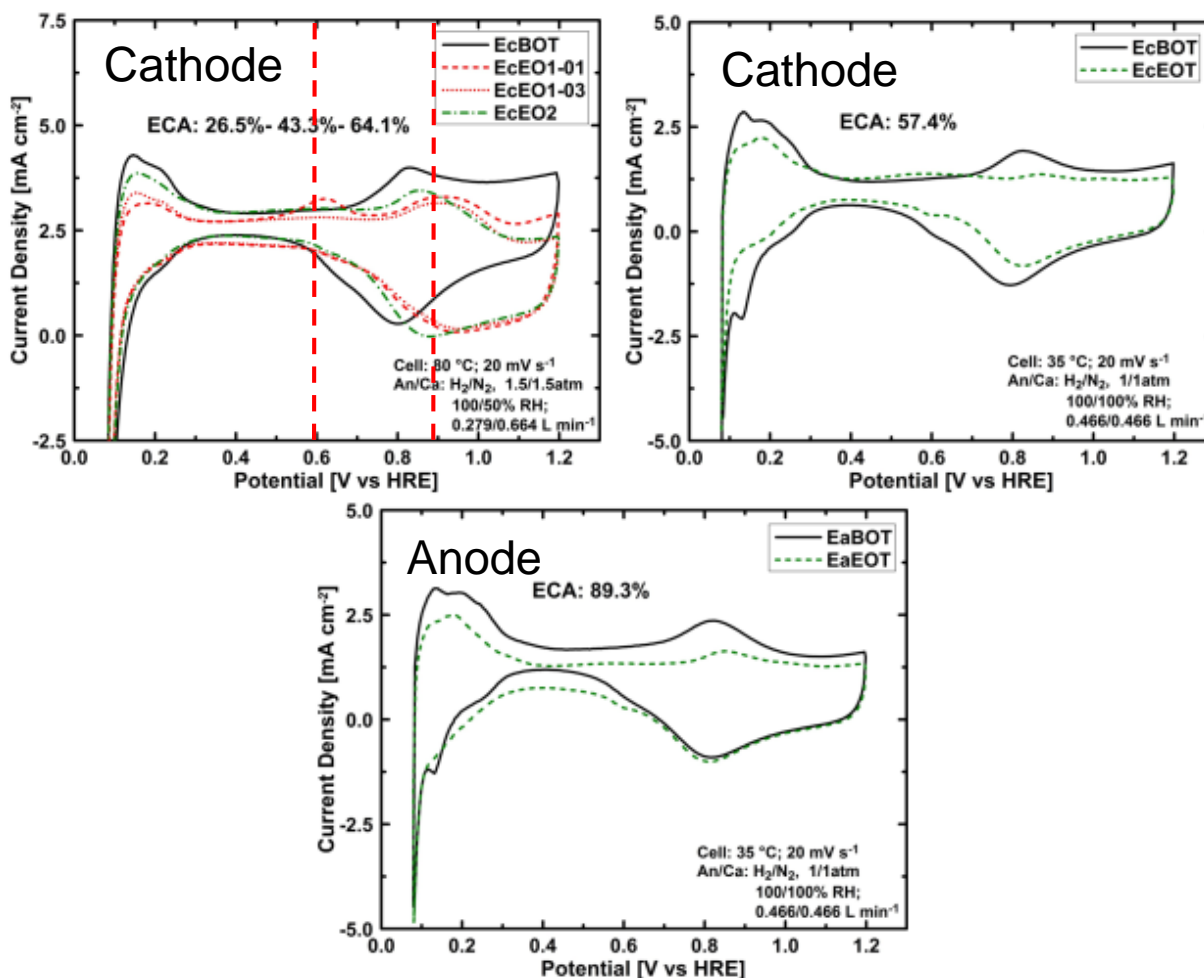 Cathode
EcBOT
EcEO1-01
EcEO1-03
EcEO2
ECA: 26.5%- 43.3%- 64.1%
Cell: 80 °C; 20 mV s-1
An/Ca: H2/N2, 1.5/1.5atm
100/50% RH;
0.279/0.664 L min-1
7.5
5.0
2.5
0.0
-2.5
Current Density [mA cm-2]
0.0 0.2 0.4 0.6 0.8 1.0 1.2
Potential [V vs HRE]
Cathode
EcBOT
EcEOT
ECA: 57.4%
Cell: 35 °C; 20 mV s-1
An/Ca: H2/N2, 1/1atm
100/100% RH;
0.466/0.466 L min-1
5.0
2.5
0.0
-2.5
-5.0
Current Density [mA cm-2]
0.0 0.2 0.4 0.6 0.8 1.0 1.2
Potential [V vs HRE]
Anode
EaBOT
EaEOT
ECA: 89.3%
Cell: 35 °C; 20 mV s-1
An/Ca: H2/N2, 1/1atm
100/100% RH;
0.466/0.466 L min-1
5.0
2.5
0.0
-2.5
-5.0
Current Density [mA cm-2]
0.0 0.2 0.4 0.6 0.8 1.0 1.2
Potential [V vs HRE]